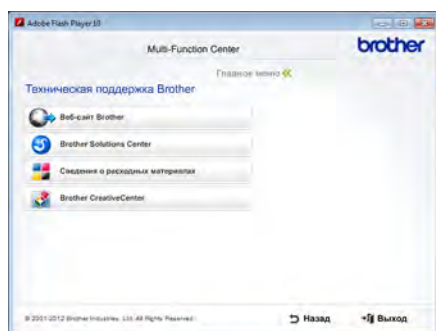 Adobe Flash Player 10
Multi-Function Center
brother
Главное меню
Техническая поддержка Brother
Веб-сайт Brother
Brother Solutions Center
Сведения о расходных материалах
Brother CreativeCenter
© 2001-2012 Brother Industries, Ltd. All Rights Reserved.
Назад
Выход